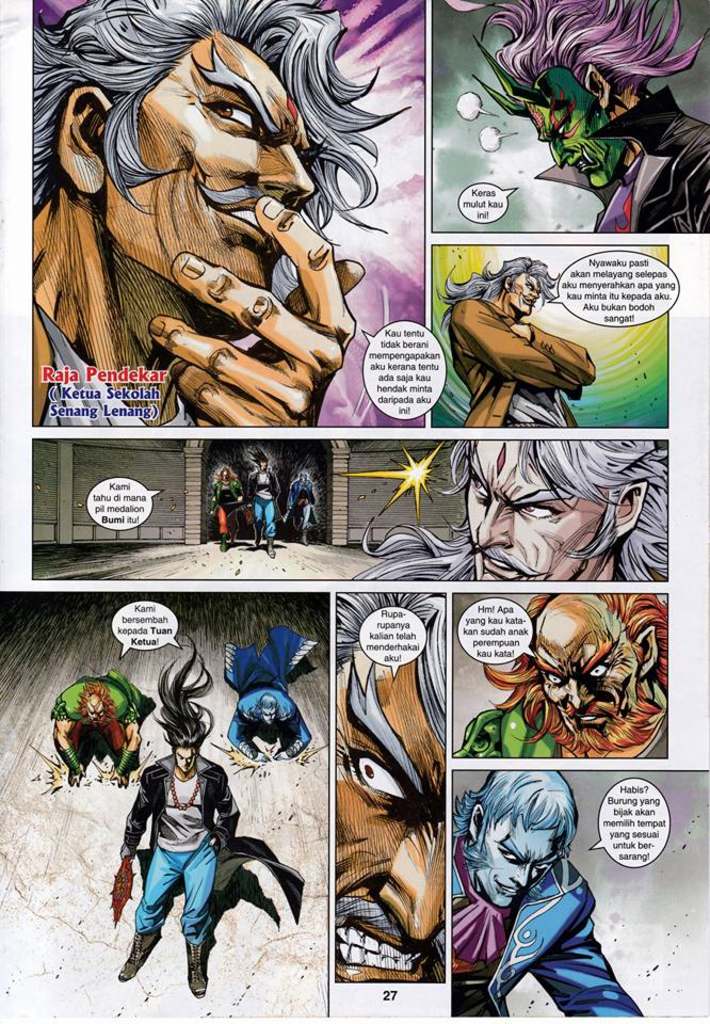 Kau tentu
tidak berani
mempengapakan
aku kerana tentu
ada saja kau
hendak minta
daripada aku
ini!
Raja Pendekar
( Ketua Sekolah
Senang Lenang)
Keras
mulut kau
ini!
Nyawaku pasti
akan melayang selepas
aku menyerahkan apa yang
kau minta itu kepada aku.
Aku bukan bodoh
sangat!
Kami
tahu di mana
pil medalion
Bumi itu!
Kami
bersembah
kepada Tuan
Ketua!
Rupa-
rupanya
kalian telah
menderhakai
aku!
Hm! Apa
yang kau kata-
kan sudah anak
perempuan
kau kata!
Habis?
Burung yang
bijak akan
memilih tempat
yang sesuai
untuk ber-
sarang!
27